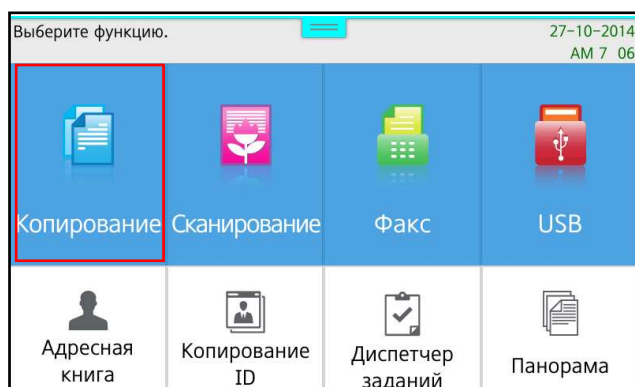 Выберите функцию.
27-10-2014
AM 7 06
Копирование
Сканирование
Факс
USB
Адресная
книга
Копирование
ID
Диспетчер
заданий
Панорама